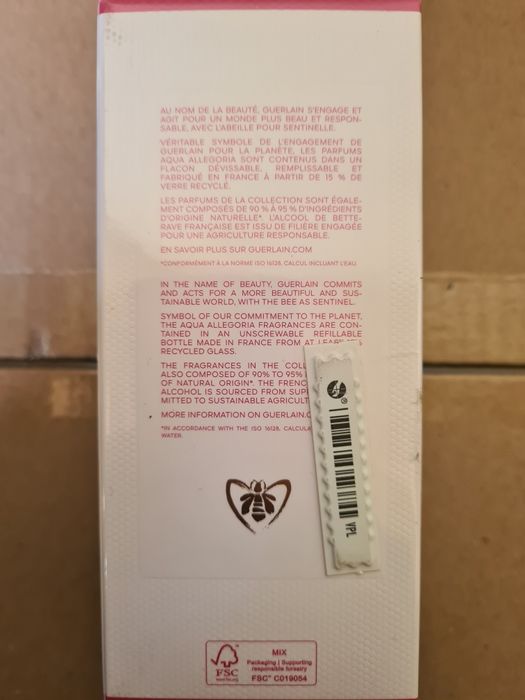 AU NOM DE LA BEAUTÉ, GUERLAIN S'ENGAGE ET
AGIT POUR UN MONDE PLUS BEAU ET RESPON-
SABLE, AVEC L'ABEILLE POUR SENTINELLE.
VÉRITABLE SYMBOLE DE L'ENGAGEMENT DE
GUERLAIN POUR LA PLANÈTE, LES PARFUMS
AQUA ALLEGORIA SONT CONTENUS DANS UN
FLACON DÉVISSABLE, REMPLISSABLE ET
FABRIQUÉ EN FRANCE À PARTIR DE 15 % DE
VERRE RECYCLÉ.
LES PARFUMS DE LA COLLECTION SONT ÉGALE-
MENT COMPOSÉS DE 90 % À 95 % D'INGRÉDIENTS
D'ORIGINE NATURELLE*. L'ALCOOL DE BETTE-
RAVE FRANÇAISE EST ISSU DE FILIÈRE ENGAGÉE
POUR UNE AGRICULTURE RESPONSABLE.
EN SAVOIR PLUS SUR GUERLAIN.COM
*CONFORMÉMENT À LA NORME ISO 16128, CALCUL INCLUANT L'EAU.
IN THE NAME OF BEAUTY, GUERLAIN COMMITS
AND ACTS FOR A MORE BEAUTIFUL AND SUS-
TAINABLE WORLD, WITH THE BEE AS SENTINEL.
SYMBOL OF OUR COMMITMENT TO THE PLANET,
THE AQUA ALLEGORIA FRAGRANCES ARE CON-
TAINED IN AN UNSCREWABLE REFILLABLE
BOTTLE MADE IN FRANCE FROM AT
RECYCLED GLASS.
THE FRAGRANCES IN THE COLL
ALSO COMPOSED OF 90% TO 95%
OF NATURAL ORIGIN*. THE FRENC
ALCOHOL IS SOURCED FROM SUP
MITTED TO SUSTAINABLE AGRICULT
MORE INFORMATION ON GUERLAIN.C
*IN ACCORDANCE WITH THE ISO 16128, CALCULA
WATER.
VPL
FSC
MIX
Packaging | Supporting
responsible forestry
FSC® C019054